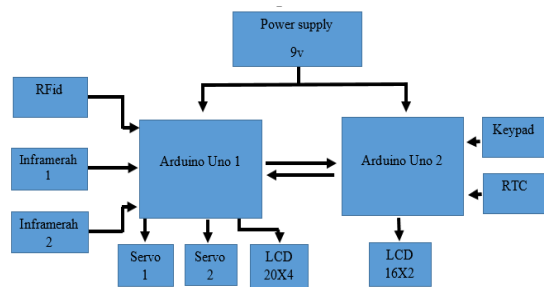 Power supply
9v
RFid
Inframerah
1
Inframerah
2
Arduino Uno 1
Arduino Uno 2
Keypad
RTC
Servo
1
Servo
2
LCD
20X4
LCD
16X2